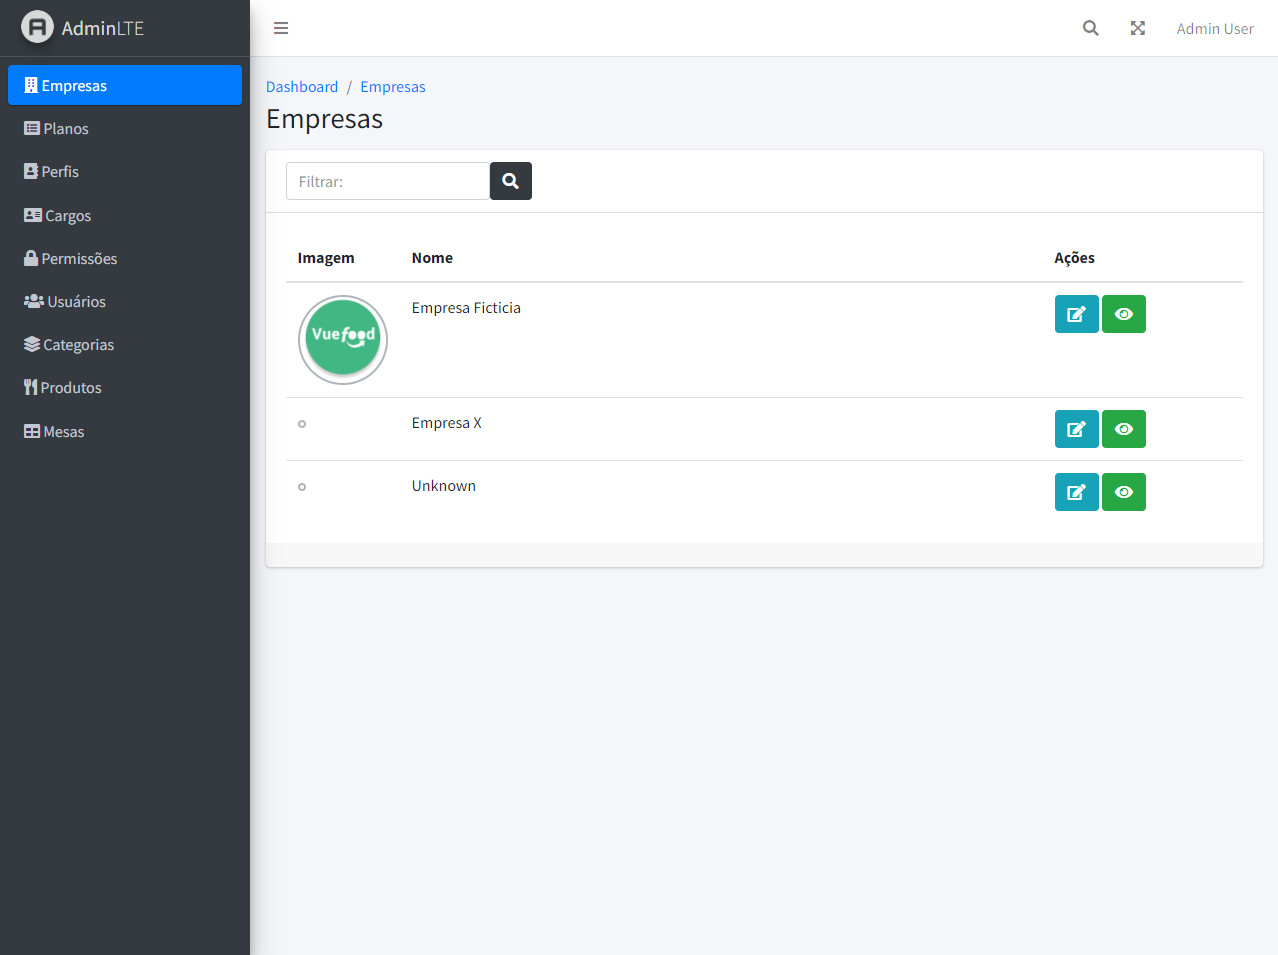 AdminLTE
Admin User
Empresas
Planos
Perfis
Cargos
Permissões
Usuários
Categorias
Produtos
Mesas
Dashboard / Empresas
Empresas
Filtrar:
Imagem Nome Ações
Vuefood Empresa Ficticia
Empresa X
Unknown